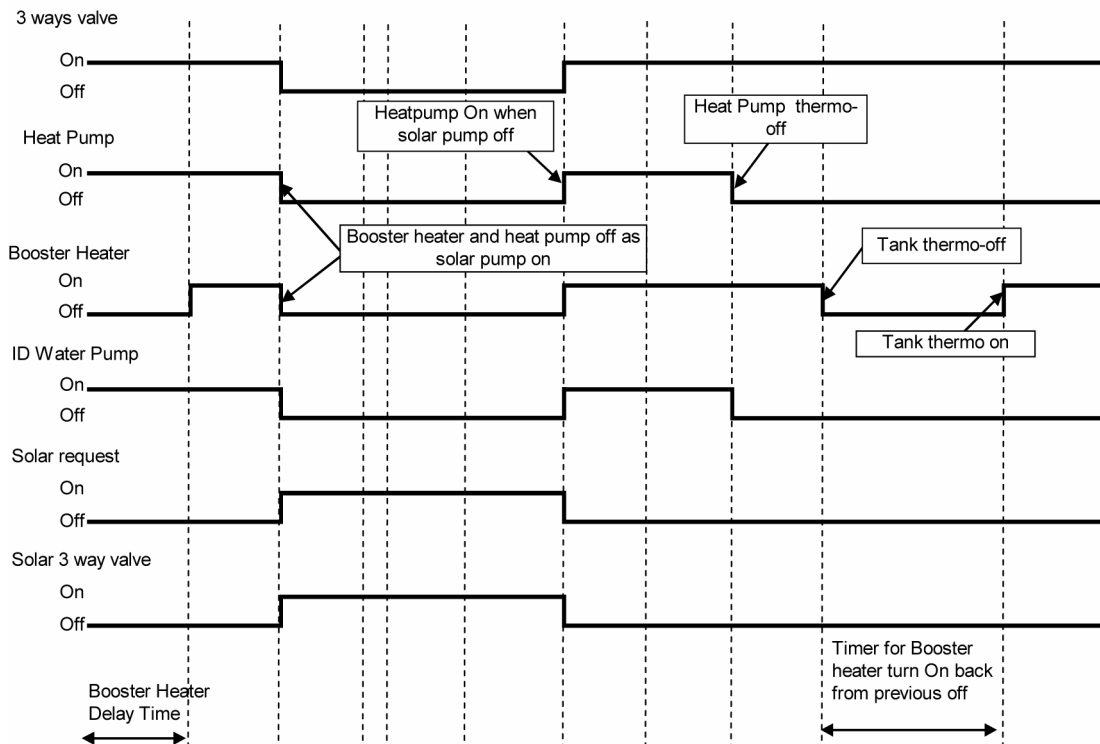 3 ways valve
On
Off
Heatpump On when
solar pump off
Heat Pump thermo-
off
Heat Pump
On
Off
Booster heater and heat pump off as
solar pump on
Booster Heater
On
Off
Tank thermo-off
Tank thermo on
ID Water Pump
On
Off
Solar request
On
Off
Solar 3 way valve
On
Off
Booster Heater
Delay Time
Timer for Booster
heater turn On back
from previous off